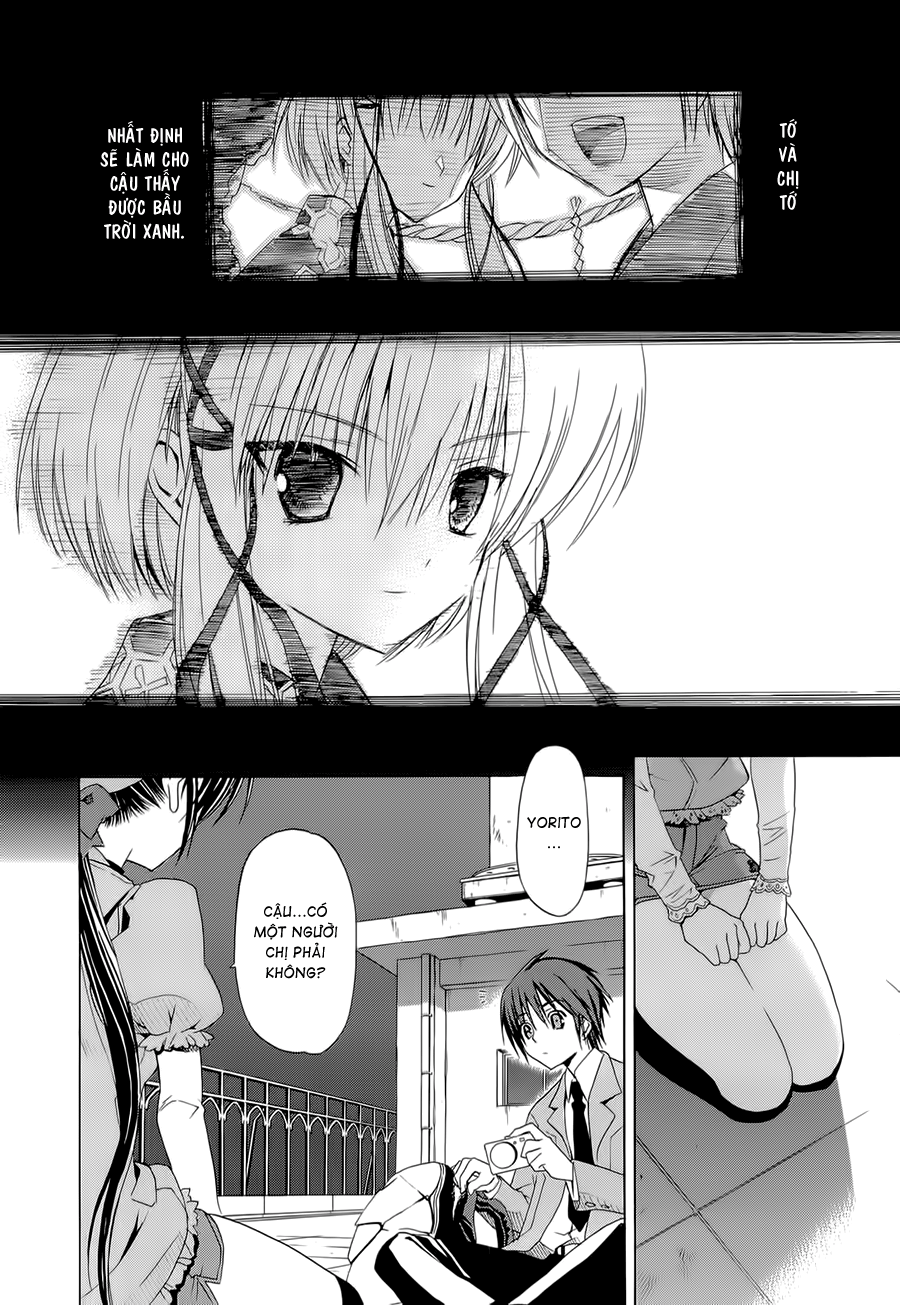 TỚ
VÀ
CHỊ
TỚ
NHẤT ĐỊNH
SẼ LÀM CHO
CẬU THẤY
ĐƯỢC BẦU
TRỜI XANH.
YORITO
...
CẬU...CÓ
MỘT NGƯỜI
CHỊ PHẢI
KHÔNG?